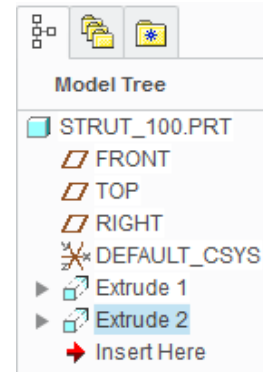 Model Tree
STRUT_100.PRT
FRONT
TOP
RIGHT
DEFAULT_CSYS
Extrude 1
Extrude 2
Insert Here